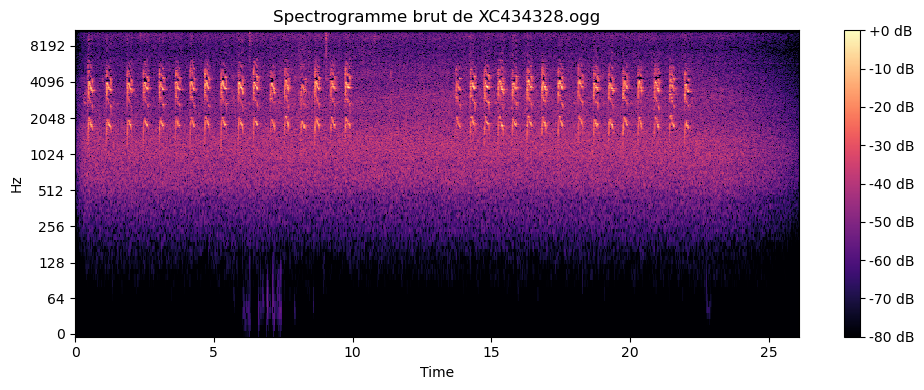 Spectrogramme brut de XC434328.ogg
Hz
8192
4096
2048
1024
512
256
128
64
0
0 5 10 15 20 25
Time
+0 dB
-10 dB
-20 dB
-30 dB
-40 dB
-50 dB
-60 dB
-70 dB
-80 dB